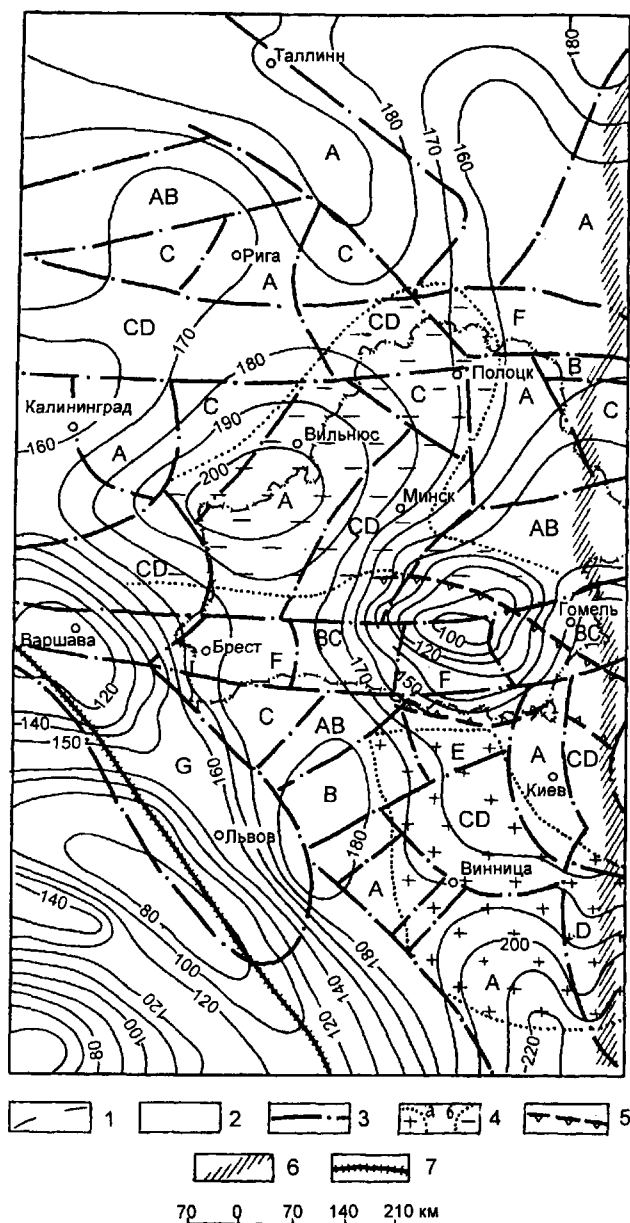 180
Таллинн
180
170
160
A
AB
A
C
Рига
C
A
CD
CD
F
170
180
B
Полоцк
C
C
A
C
Калининград
190
Вильнюс
160
A
200
A
Минск
CD
AB
CD
Гомель
100
BC
Варшава
BC
120
Брест
F
170
150
F
120
C
AB
140
150
E
A
CD
G
160
B
Киев
CD
Львов
180
Винница
A
140
80
D
200
100
180
A
120
140
120
120
100
220
80
1
2
3
а б
4
5
6
7
70 0 70 140 210 км